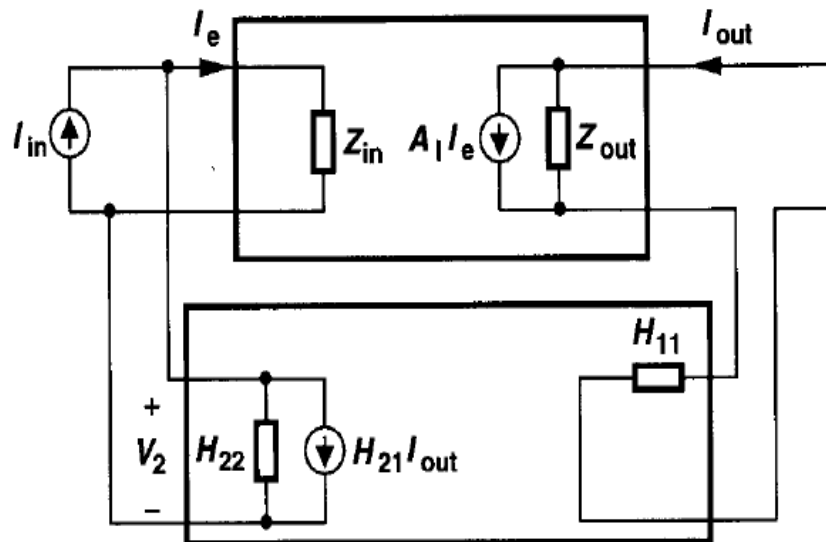 I_e
I_out
I_in
Z_in
A_I I_e
Z_out
H_11
+
V_2
−
H_22
H_21 I_out